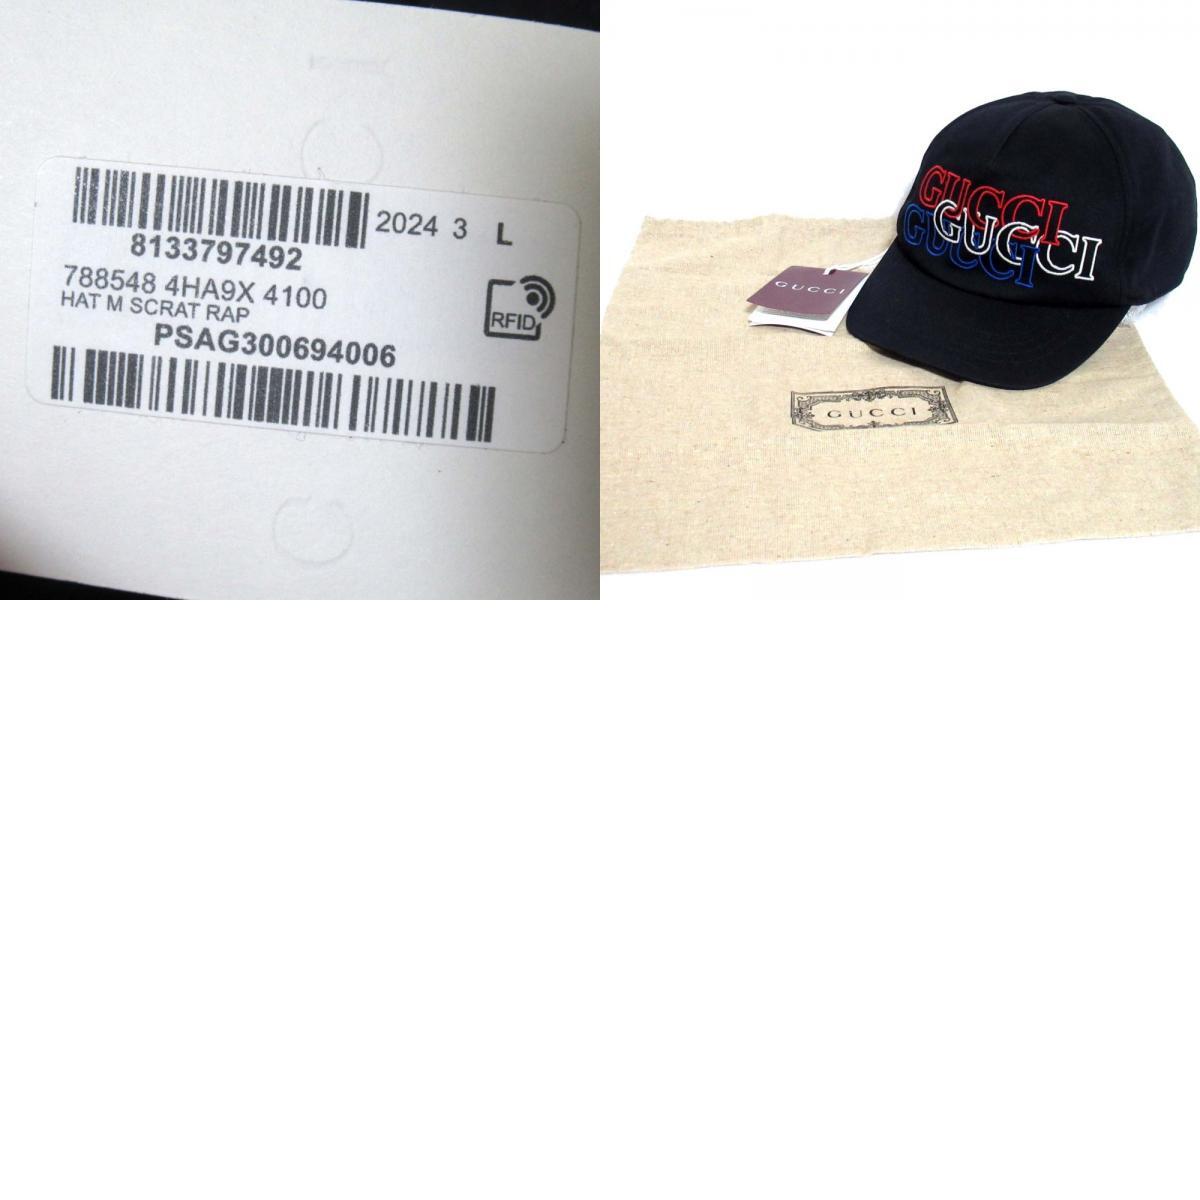 2024 3 L
8133797492
788548 4HA9X 4100
HAT M SCRAT RAP
RFID
PSAG300694006
GUCCI
GUCCI
GUCCI
GUCCI
GUCCI